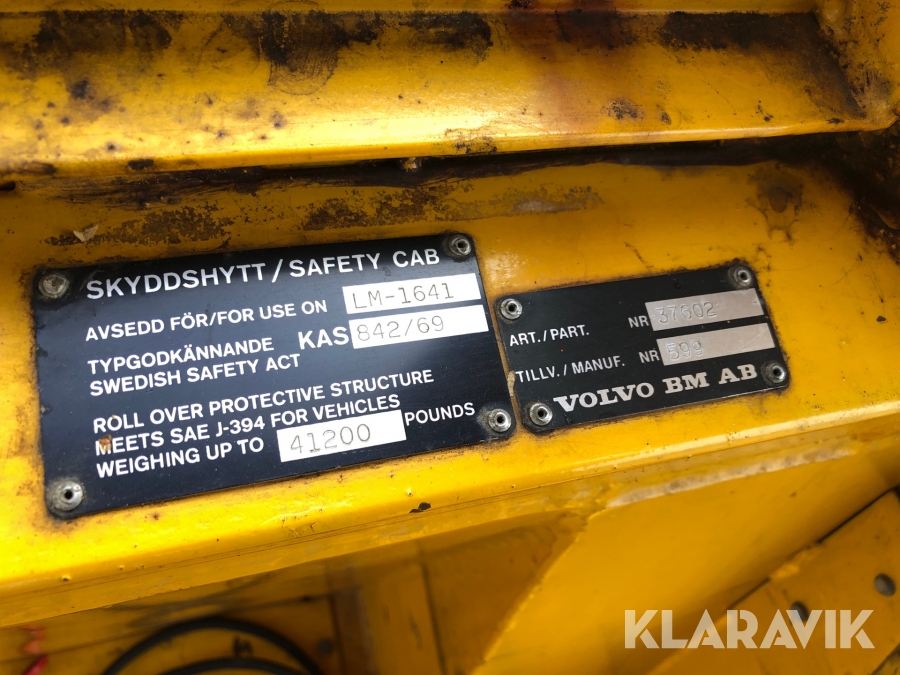 SKYDDSHYTT/SAFETY CAB
AVSEDD FÖR/FOR USE ON LM-1641
TYPGODKÄNNANDE KAS 842/69
SWEDISH SAFETY ACT
ROLL OVER PROTECTIVE STRUCTURE
MEETS SAE J-394 FOR VEHICLES
WEIGHING UP TO 41200 POUNDS
ART./PART. NR 37602
TILLV./MANUF. NR 599
VOLVO BM AB
KLARAVIK